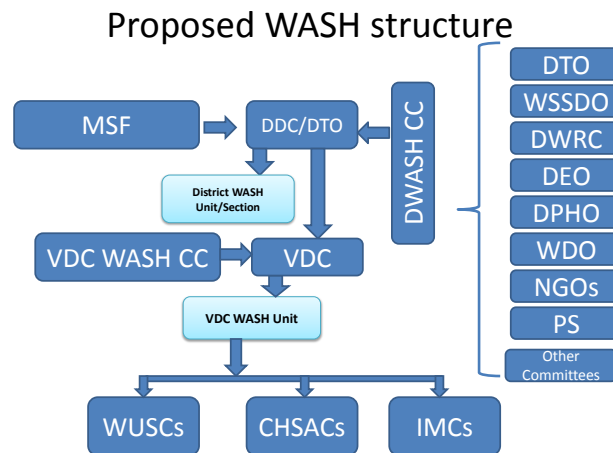 Proposed WASH structure
MSF
DDC/DTO
DWASH CC
District WASH
Unit/Section
VDC WASH CC
VDC
VDC WASH Unit
WUSCs
CHSACs
IMCs
DTO
WSSDO
DWRC
DEO
DPHO
WDO
NGOs
PS
Other
Committees